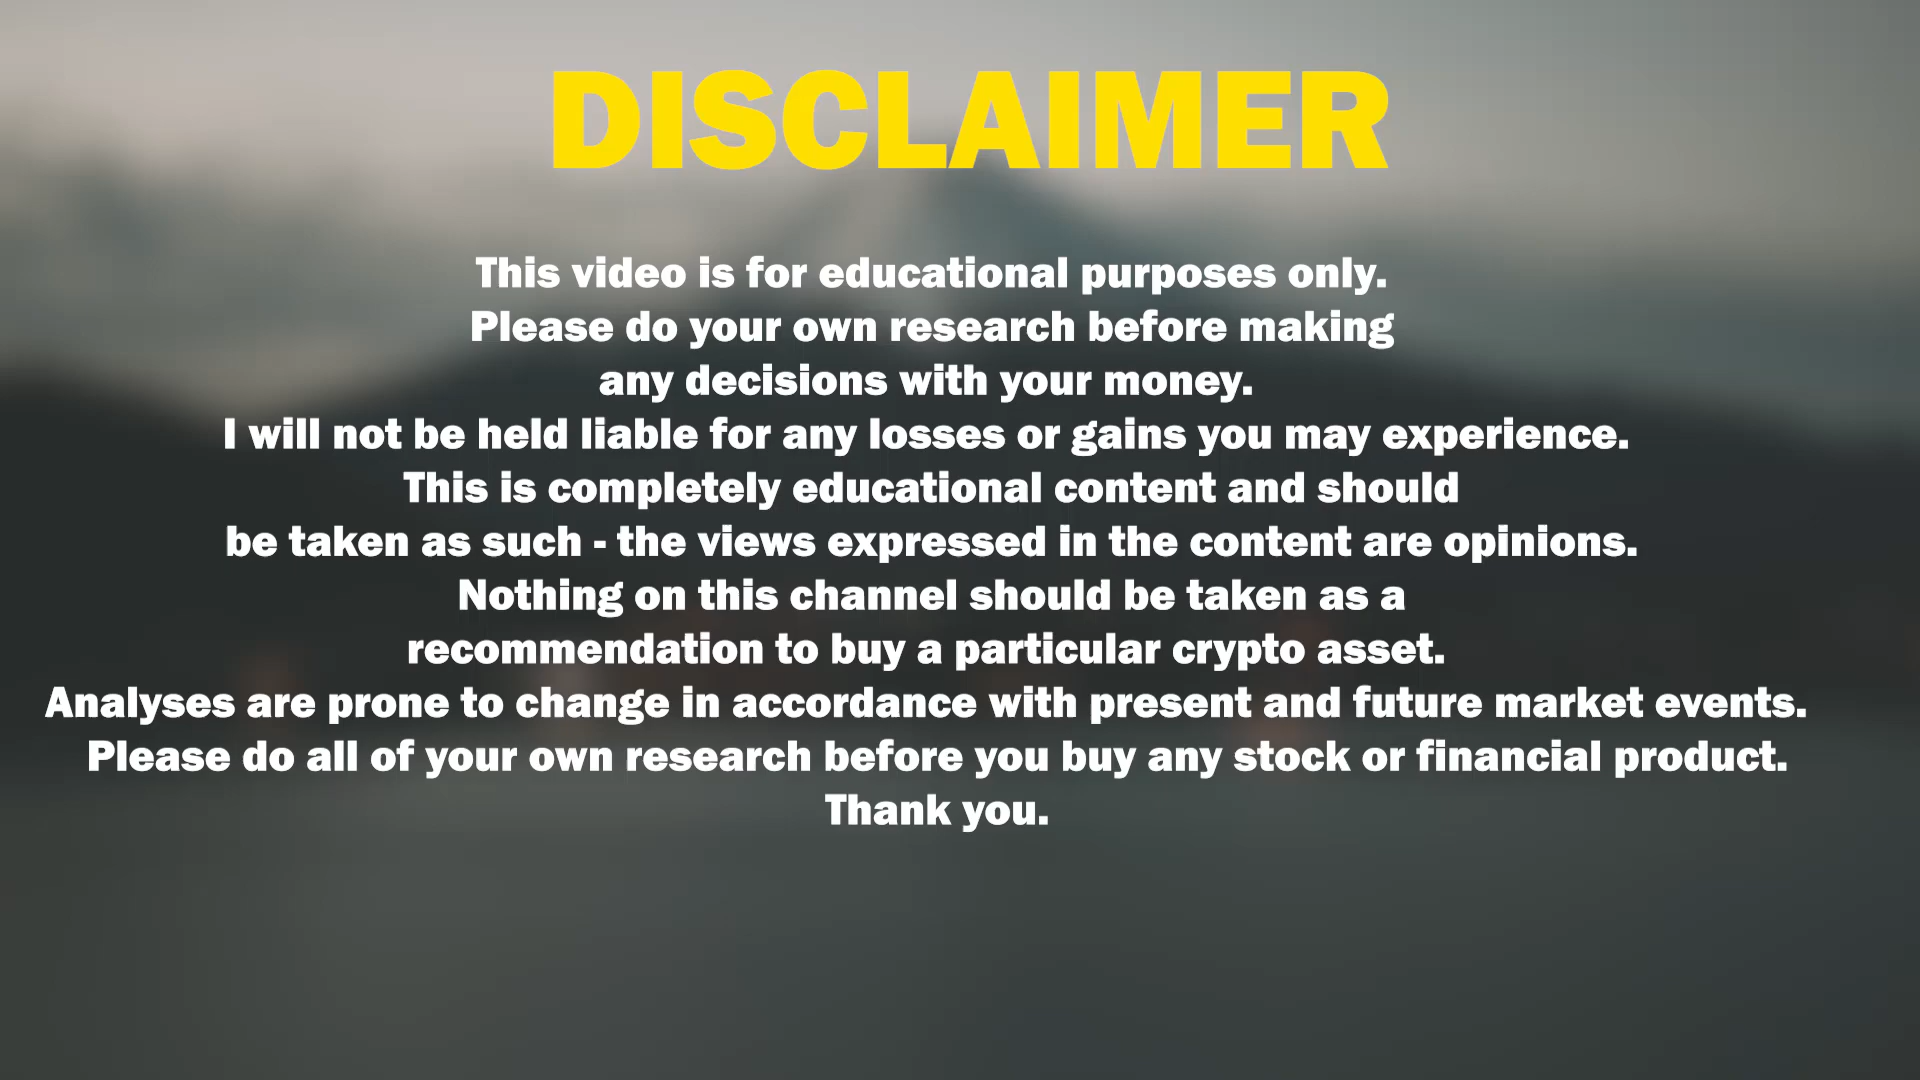 DISCLAIMER
This video is for educational purposes only.
Please do your own research before making
any decisions with your money.
I will not be held liable for any losses or gains you may experience.
This is completely educational content and should
be taken as such - the views expressed in the content are opinions.
Nothing on this channel should be taken as a
recommendation to buy a particular crypto asset.
Analyses are prone to change in accordance with present and future market events.
Please do all of your own research before you buy any stock or financial product.
Thank you.